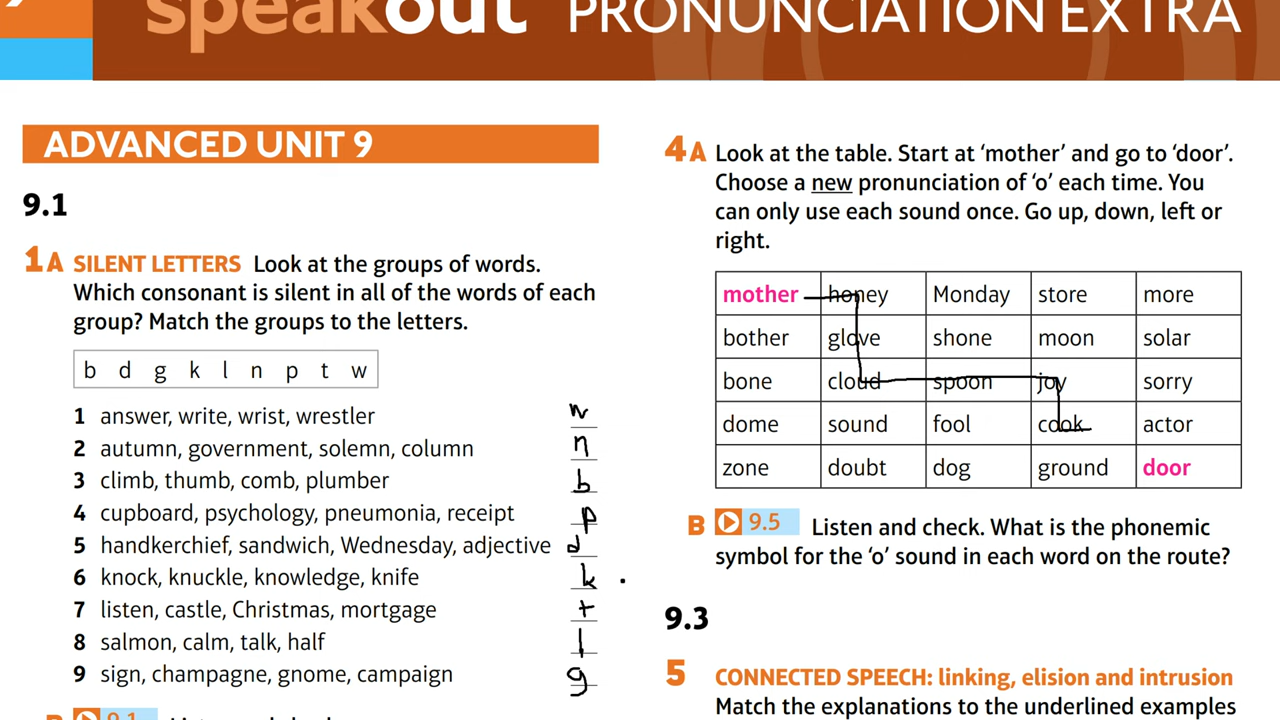 speakout PRONUNCIATION EXTRA
ADVANCED UNIT 9
9.1
1A SILENT LETTERS Look at the groups of words.
Which consonant is silent in all of the words of each
group? Match the groups to the letters.
b d g k l n p t w
1 answer, write, wrist, wrestler w
2 autumn, government, solemn, column n
3 climb, thumb, comb, plumber b
4 cupboard, psychology, pneumonia, receipt p
5 handkerchief, sandwich, Wednesday, adjective d
6 knock, knuckle, knowledge, knife k .
7 listen, castle, Christmas, mortgage t
8 salmon, calm, talk, half l
9 sign, champagne, gnome, campaign g
4A Look at the table. Start at ‘mother’ and go to ‘door’.
Choose a new pronunciation of ‘o’ each time. You
can only use each sound once. Go up, down, left or
right.
mother honey Monday store more
bother glove shone moon solar
bone cloud spoon joy sorry
dome sound fool cook actor
zone doubt dog ground door
B 9.5 Listen and check. What is the phonemic
symbol for the ‘o’ sound in each word on the route?
9.3
5 CONNECTED SPEECH: linking, elision and intrusion
Match the explanations to the underlined examples